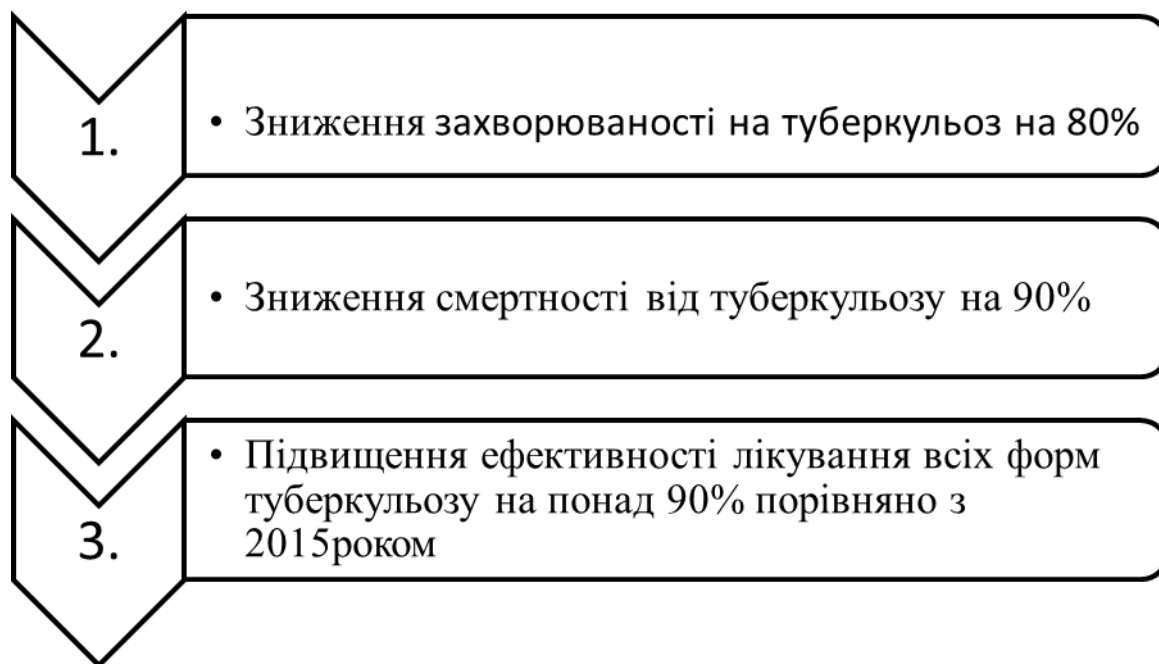 1.
• Зниження захворюваності на туберкульоз на 80%
2.
• Зниження смертності від туберкульозу на 90%
3.
• Підвищення ефективності лікування всіх форм
туберкульозу на понад 90% порівняно з
2015роком